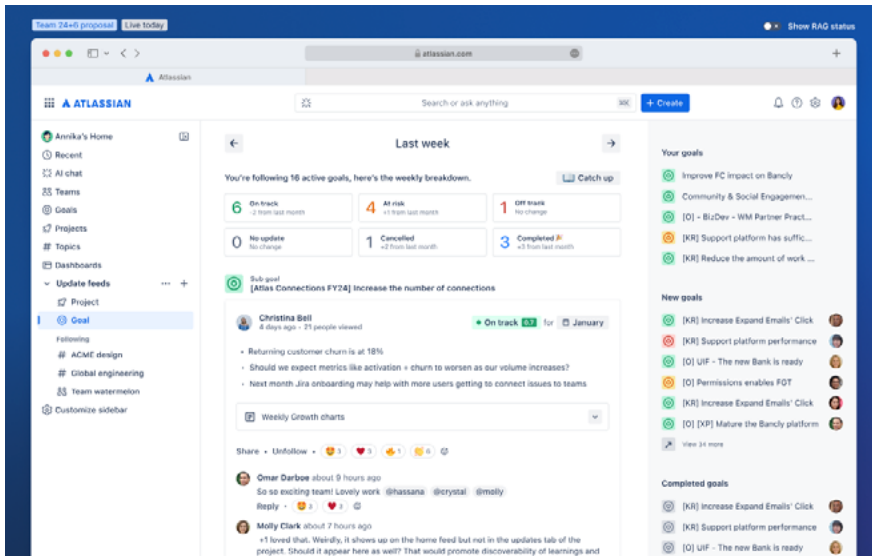 Team 24+6 proposal
Live today
Show RAG status
atlassian.com
Atlassian
ATLASSIAN
Search or ask anything
⌘K
+ Create
Annika's Home
Recent
AI chat
Teams
Goals
Projects
# Topics
Dashboards
Update feeds
Project
Goal
Following
# ACME design
# Global engineering
Team watermelon
Customize sidebar
Last week
You're following 16 active goals, here's the weekly breakdown.
Catch up
6 On track
-2 from last month
4 At risk
+1 from last month
1 Off track
No change
0 No update
No change
1 Cancelled
+2 from last month
3 Completed 🎉
+3 from last month
Sub goal
[Atlas Connections FY24] Increase the number of connections
Christina Bell
4 days ago • 21 people viewed
• On track 0.7 for January
• Returning customer churn is at 18%
• Should we expect metrics like activation + churn to worsen as our volume increases?
• Next month Jira onboarding may help with more users getting to connect issues to teams
Weekly Growth charts
Share • Unfollow • 😍 3 ❤️ 3 🔥 1 👏 6
Omar Darboe about 9 hours ago
So so exciting team! Lovely work @hassana @crystal @molly
Reply • 😍 3 ❤️ 3
Molly Clark about 7 hours ago
+1 loved that. Weirdly, it shows up on the home feed but not in the updates tab of the
project. Should it appear here as well? That would promote discoverability of learnings and
Your goals
Improve FC impact on Bancly
Community & Social Engagemen...
[O] - BizDev - WM Partner Pract...
[KR] Support platform has suffic...
[KR] Reduce the amount of work ...
New goals
[KR] Increase Expand Emails' Click
[KR] Support platform performance
[O] UIF - The new Bank is ready
[O] Permissions enables FGT
[KR] Increase Expand Emails' Click
[O] [XP] Mature the Bancly platform
View 34 more
Completed goals
[KR] Increase Expand Emails' Click
[KR] Support platform performance
[O] UIF - The new Bank is ready